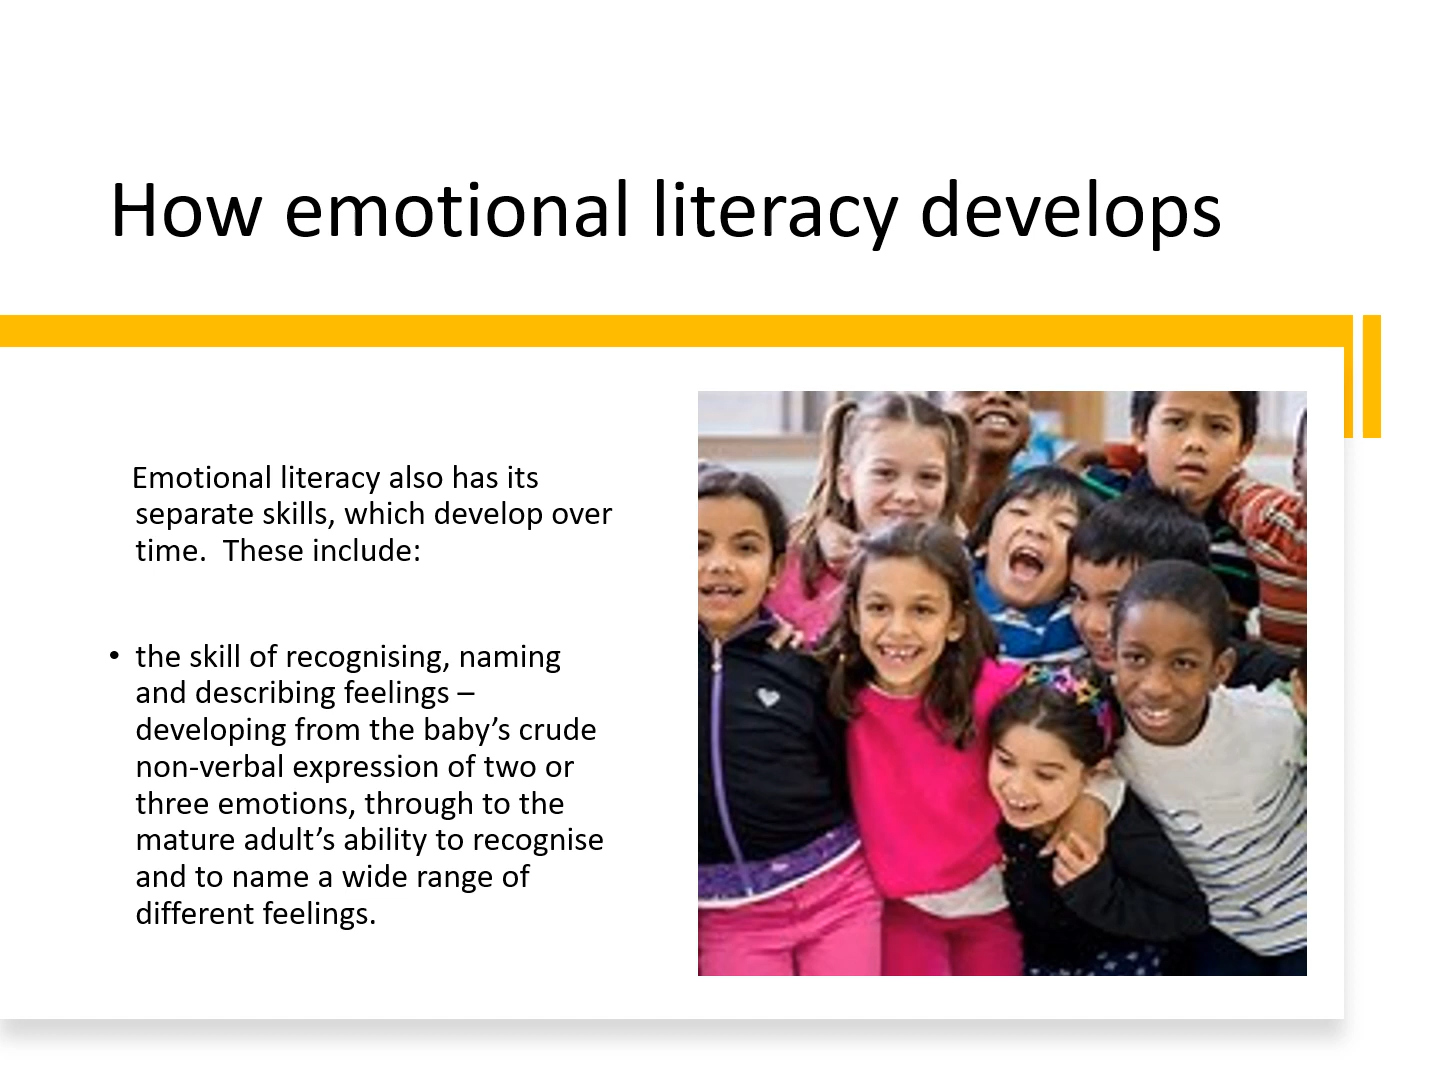 How emotional literacy develops
Emotional literacy also has its
separate skills, which develop over
time.  These include:
• the skill of recognising, naming
and describing feelings –
developing from the baby’s crude
non-verbal expression of two or
three emotions, through to the
mature adult’s ability to recognise
and to name a wide range of
different feelings.